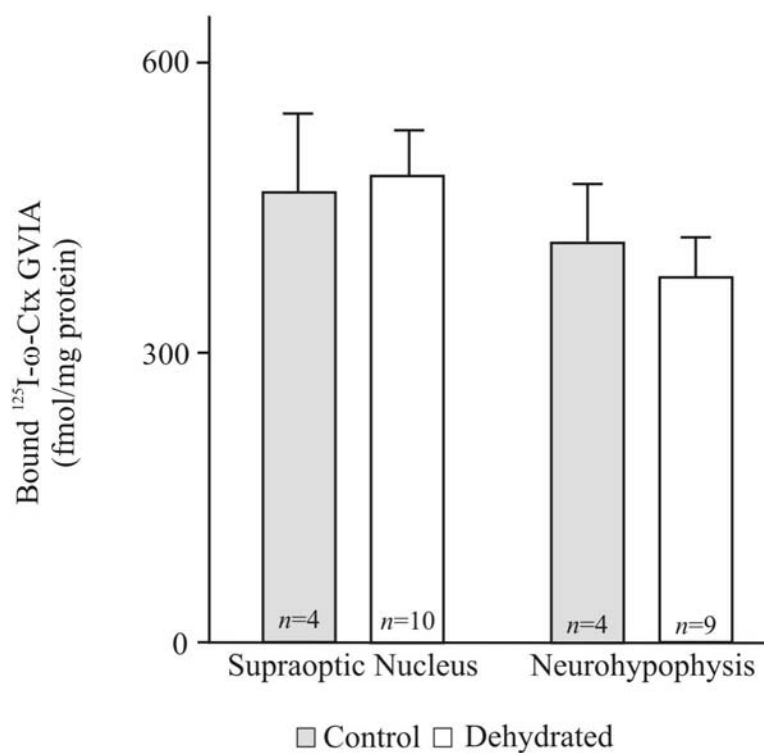 600
300
0
Bound ¹²⁵I-ω-Ctx GVIA
(fmol/mg protein)
n=4
n=10
n=4
n=9
Supraoptic Nucleus
Neurohypophysis
Control
Dehydrated